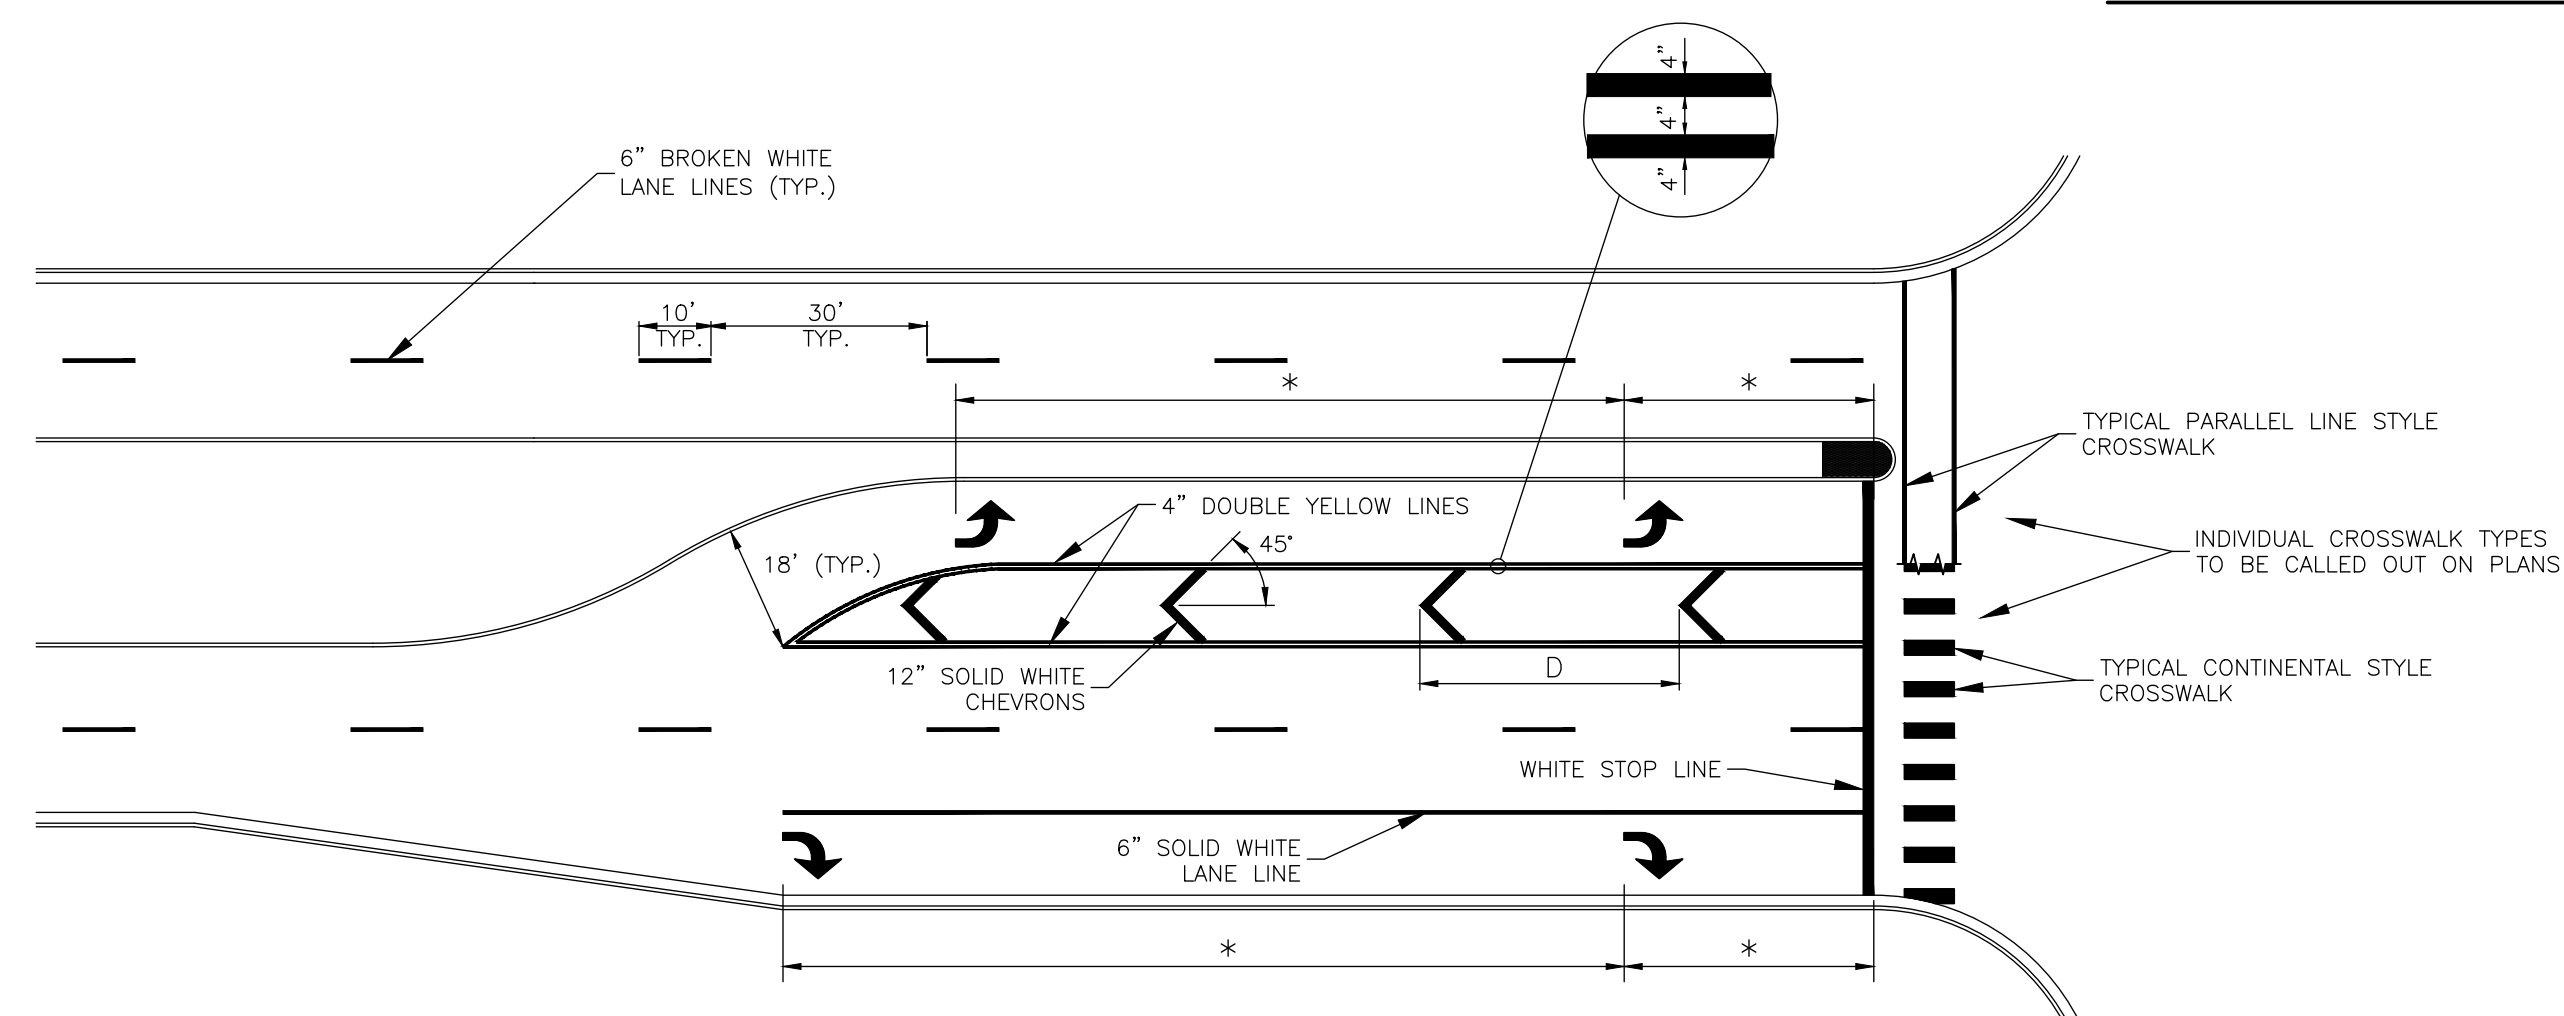 4"
4"
4"
6" BROKEN WHITE
LANE LINES (TYP.)
10'
TYP.
30'
TYP.
*
*
TYPICAL PARALLEL LINE STYLE
CROSSWALK
4" DOUBLE YELLOW LINES
INDIVIDUAL CROSSWALK TYPES
TO BE CALLED OUT ON PLANS
45°
18' (TYP.)
12" SOLID WHITE
CHEVRONS
D
TYPICAL CONTINENTAL STYLE
CROSSWALK
WHITE STOP LINE
6" SOLID WHITE
LANE LINE
*
*